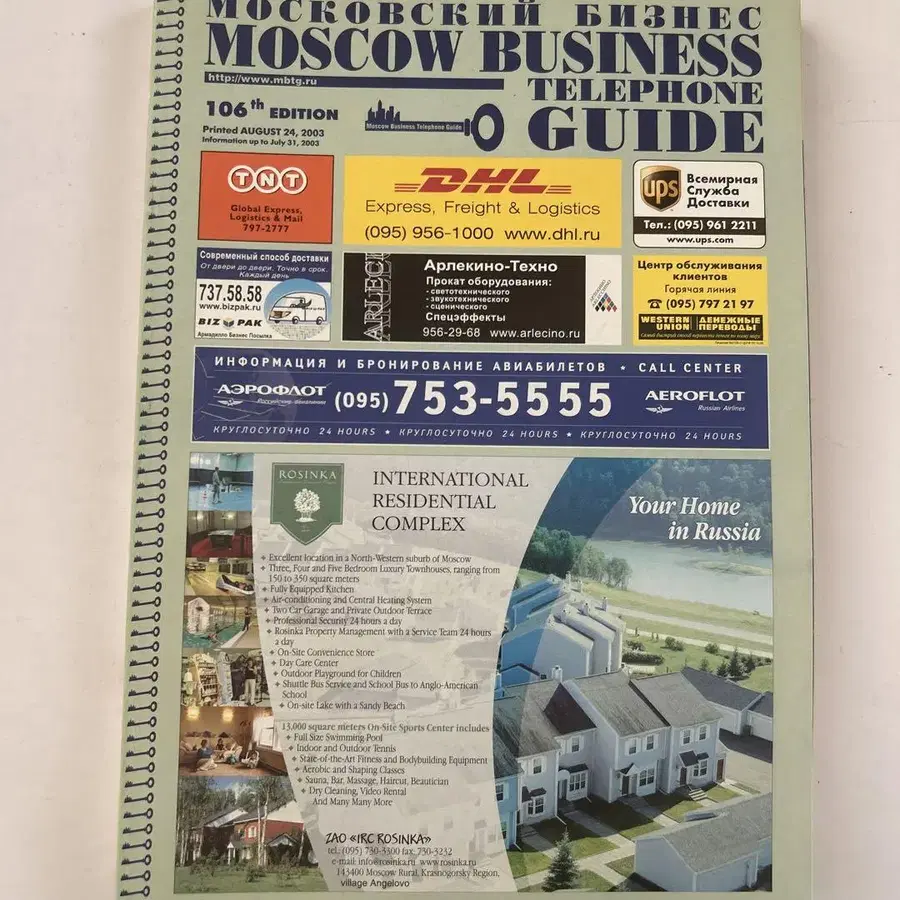 МОСКОВСКИЙ БИЗНЕС
MOSCOW BUSINESS
http://www.mbtg.ru
TELEPHONE
GUIDE
106th EDITION
Printed AUGUST 24, 2003
Information up to July 31, 2003
Moscow Business Telephone Guide
TNT
Global Express,
Logistics & Mail
797-2777
DHL
Express, Freight & Logistics
(095) 956-1000 www.dhl.ru
ups
Всемирная
Служба
Доставки
Тел.: (095) 961 2211
www.ups.com
Современный способ доставки
От двери до двери. Точно в срок.
Каждый день
737.58.58
www.bizpak.ru
BIZ PAK
Армадилло Бизнес Посылка
ARLECI
Арлекино-Техно
Прокат оборудования:
- светотехнического
- звукотехнического
- сценического
Спецэффекты
956-29-68 www.arlecino.ru
Центр обслуживания
клиентов
Горячая линия
☎ (095) 797 21 97
WESTERN UNION | ДЕНЕЖНЫЕ ПЕРЕВОДЫ
ИНФОРМАЦИЯ И БРОНИРОВАНИЕ АВИАБИЛЕТОВ * CALL CENTER
АЭРОФЛОТ
Российские авиалинии
(095) 753-5555
AEROFLOT
Russian Airlines
КРУГЛОСУТОЧНО 24 HOURS ★ КРУГЛОСУТОЧНО 24 HOURS ★ КРУГЛОСУТОЧНО 24 HOURS
ROSINKA
INTERNATIONAL
RESIDENTIAL
COMPLEX
Your Home
in Russia
+ Excellent location in a North-Western suburb of Moscow
+ Three, Four and Five Bedroom Luxury Townhouses, ranging from
150 to 350 square meters
+ Fully Equipped Kitchen
+ Air-conditioning and Central Heating System
+ Two Car Garage and Private Outdoor Terrace
+ Professional Security 24 hours a day
+ Rosinka Property Management with a Service Team 24 hours
a day
+ On-Site Convenience Store
+ Day Care Center
+ Outdoor Playground for Children
+ Shuttle Bus Service and School Bus to Anglo-American
School
+ On-site Lake with a Sandy Beach
13,000 square meters On-Site Sports Center includes
+ Full Size Swimming Pool
+ Indoor and Outdoor Tennis
+ State-of-the-Art Fitness and Bodybuilding Equipment
+ Aerobic and Shaping Classes
+ Sauna, Bar, Massage, Haircut, Beautician
+ Dry Cleaning, Video Rental
And Many Many More
ZAO «IRC ROSINKA»
tel.: (095) 730-3300 fax: 730-3232
e-mail: info@rosinka.ru www.rosinka.ru
143400 Moscow Rural, Krasnogorsky Region,
village Angelovo